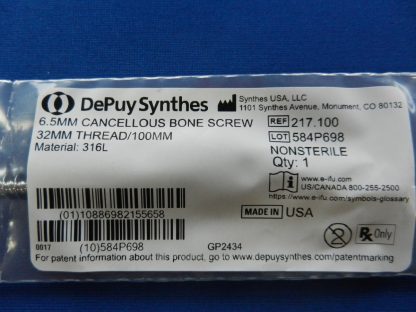 DePuySynthes
Synthes USA, LLC
1101 Synthes Avenue, Monument, CO 80132
6.5MM CANCELLOUS BONE SCREW
32MM THREAD/100MM
Material: 316L
REF 217.100
LOT 584P698
NONSTERILE
Qty: 1
www.e-ifu.com
US/CANADA 800-255-2500
https://www.e-ifu.com/symbols-glossary
(01)10886982155658
MADE IN USA
0017
(10)584P698
GP2434
Rx Only
For patent information about this product, go to www.depuysynthes.com/patentmarking